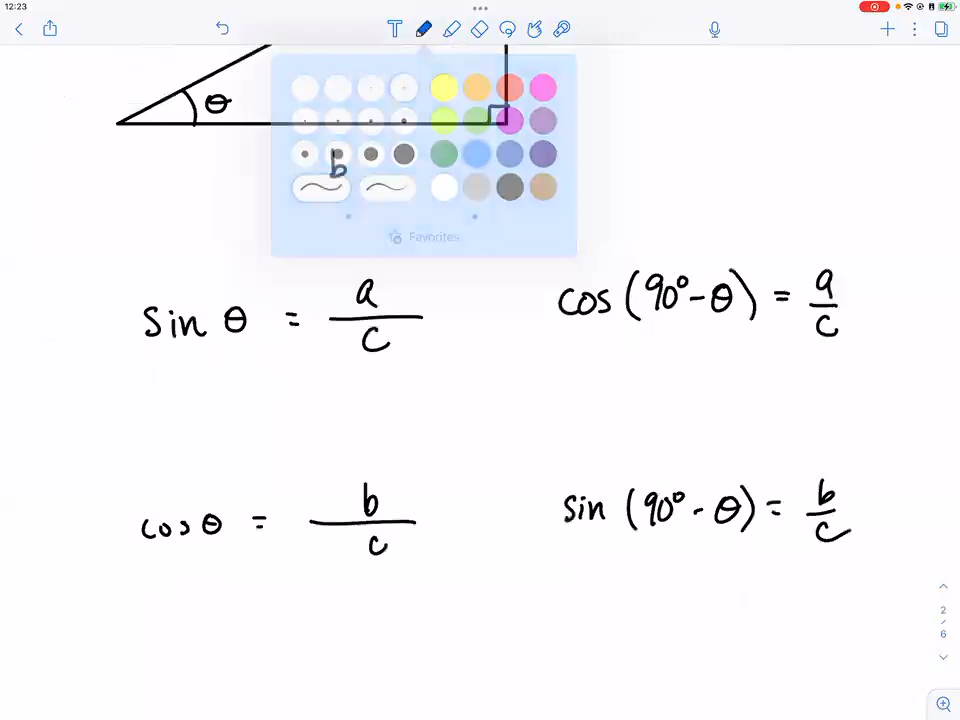 12:23
T
θ
b
Favorites
sin θ = a/c
cos (90° - θ) = a/c
cos θ = b/c
sin (90° - θ) = b/c
2
/
6